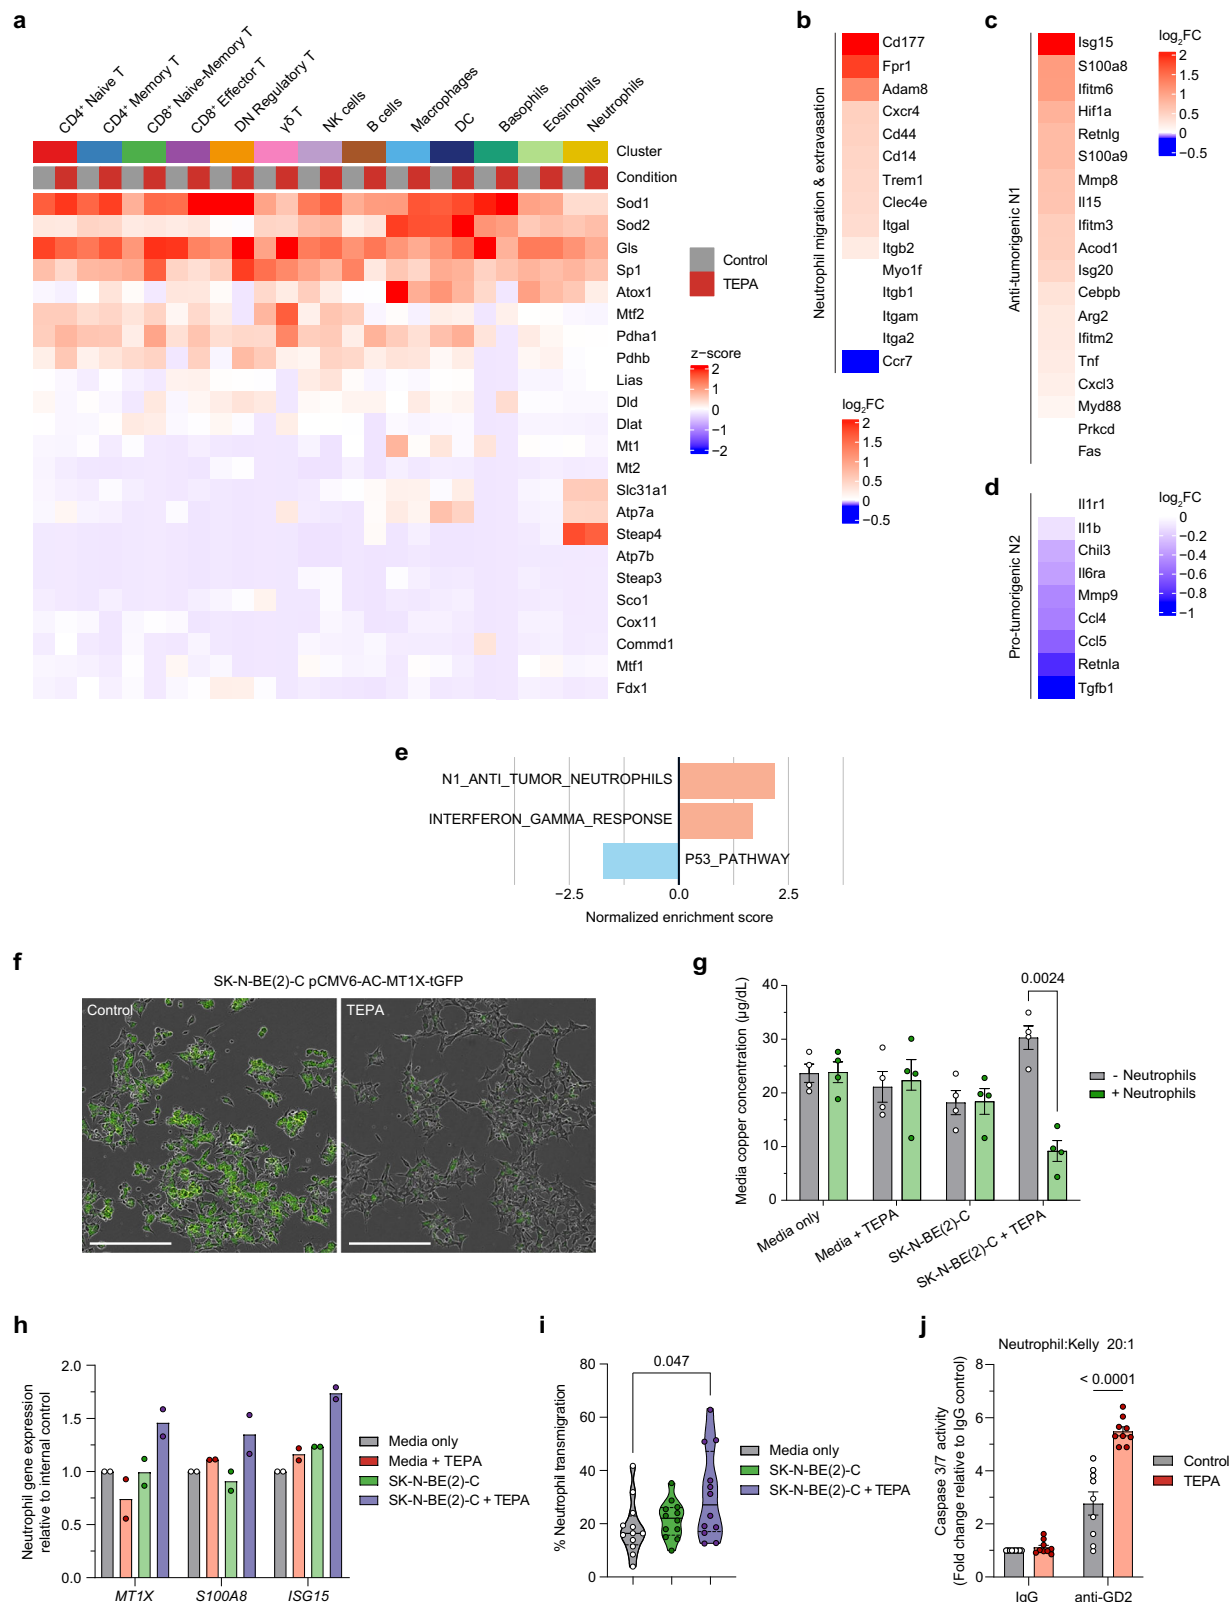 a
CD4+ Naive T
CD4+ Memory T
CD8+ Naive-Memory T
CD8+ Effector T
DN Regulatory T
γδ T
NK cells
B cells
Macrophages
DC
Basophils
Eosinophils
Neutrophils
Cluster
Condition
Sod1
Sod2
Gls
Sp1
Atox1
Mtf2
Pdha1
Pdhb
Lias
Dld
Dlat
Mt1
Mt2
Slc31a1
Atp7a
Steap4
Atp7b
Steap3
Sco1
Cox11
Commd1
Mtf1
Fdx1
Control
TEPA
z−score
2
1
0
−1
−2
b
Neutrophil migration & extravasation
Cd177
Fpr1
Adam8
Cxcr4
Cd44
Cd14
Trem1
Clec4e
Itgal
Itgb2
Myo1f
Itgb1
Itgam
Itga2
Ccr7
log2FC
2
1.5
1
0.5
0
−0.5
c
Anti-tumorigenic N1
Isg15
S100a8
Ifitm6
Hif1a
Retnlg
S100a9
Mmp8
Il15
Ifitm3
Acod1
Isg20
Cebpb
Arg2
Ifitm2
Tnf
Cxcl3
Myd88
Prkcd
Fas
log2FC
2
1.5
1
0.5
0
−0.5
d
Pro-tumorigenic N2
Il1r1
Il1b
Chil3
Il6ra
Mmp9
Ccl4
Ccl5
Retnla
Tgfb1
log2FC
0
−0.2
−0.4
−0.6
−0.8
−1
e
N1_ANTI_TUMOR_NEUTROPHILS
INTERFERON_GAMMA_RESPONSE
P53_PATHWAY
−2.5 0.0 2.5
Normalized enrichment score
f
SK-N-BE(2)-C pCMV6-AC-MT1X-tGFP
Control
TEPA
g
Media copper concentration (µg/dL)
40
30
20
10
0
0.0024
Media only
Media + TEPA
SK-N-BE(2)-C
SK-N-BE(2)-C + TEPA
- Neutrophils
+ Neutrophils
h
Neutrophil gene expression
relative to internal control
2.0
1.5
1.0
0.5
0.0
MT1X S100A8 ISG15
Media only
Media + TEPA
SK-N-BE(2)-C
SK-N-BE(2)-C + TEPA
i
% Neutrophil transmigration
80
60
40
20
0
0.047
Media only
SK-N-BE(2)-C
SK-N-BE(2)-C + TEPA
j
Neutrophil:Kelly 20:1
Caspase 3/7 activity
(Fold change relative to IgG control)
8
6
4
2
0
< 0.0001
IgG anti-GD2
Control
TEPA